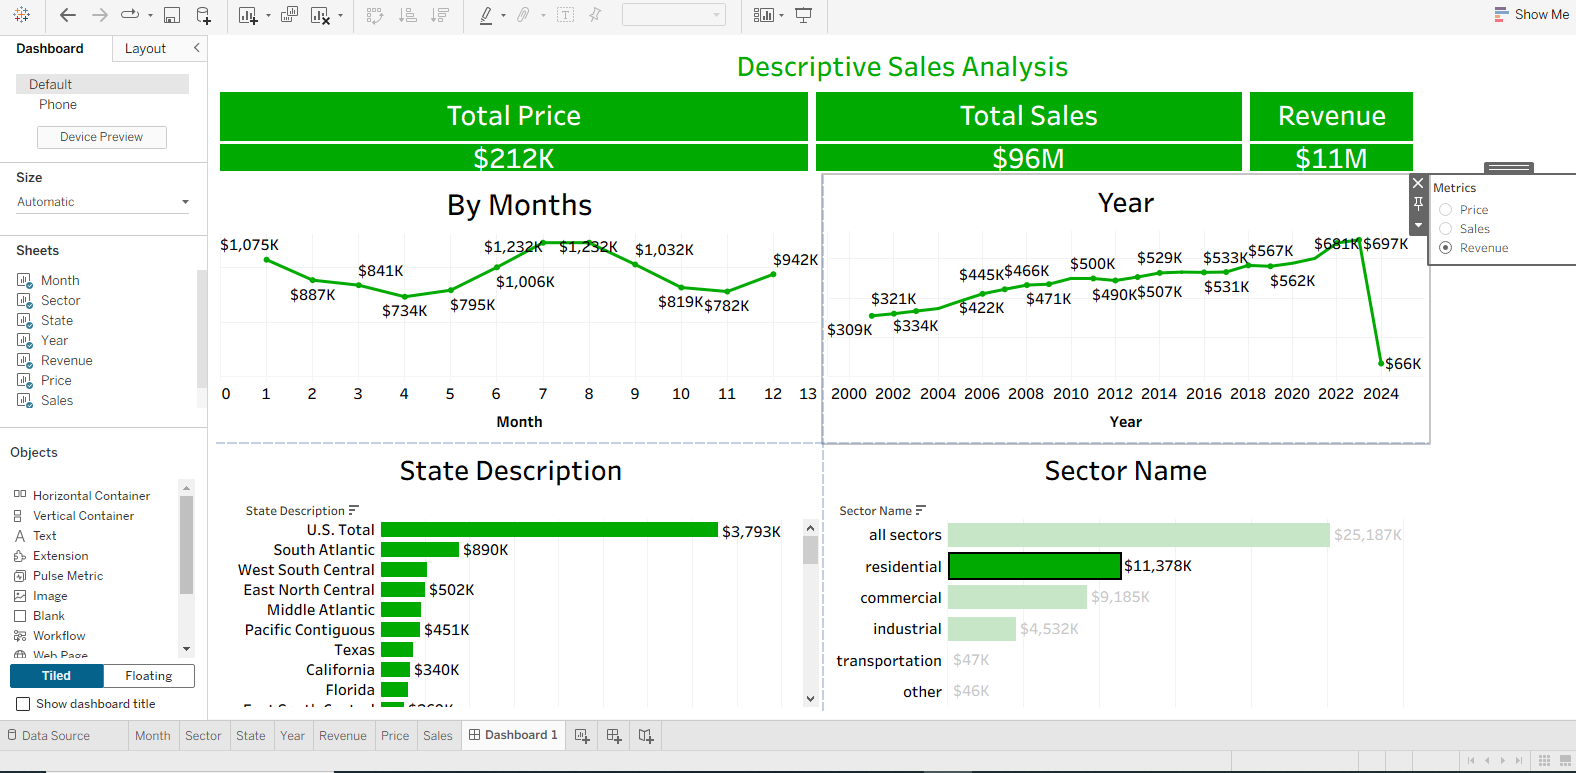 Show Me
Dashboard
Layout
Default
Phone
Device Preview
Size
Automatic
Sheets
Month
Sector
State
Year
Revenue
Price
Sales
Objects
Horizontal Container
Vertical Container
Text
Extension
Pulse Metric
Image
Blank
Workflow
Web Page
Tiled
Floating
Show dashboard title
Descriptive Sales Analysis
Total Price
Total Sales
Revenue
$212K
$96M
$11M
By Months
$1,075K
$887K
$841K
$734K
$795K
$1,232K
$1,006K
$1,232K
$1,032K
$819K
$782K
$942K
0 1 2 3 4 5 6 7 8 9 10 11 12 13
Month
Year
$309K
$321K
$334K
$445K
$422K
$466K
$471K
$500K
$490K
$529K
$507K
$533K
$531K
$567K
$562K
$681K
$697K
$66K
2000 2002 2004 2006 2008 2010 2012 2014 2016 2018 2020 2022 2024
Year
Metrics
Price
Sales
Revenue
State Description
State Description
U.S. Total $3,793K
South Atlantic $890K
West South Central
East North Central $502K
Middle Atlantic
Pacific Contiguous $451K
Texas
California $340K
Florida
Sector Name
Sector Name
all sectors $25,187K
residential $11,378K
commercial $9,185K
industrial $4,532K
transportation $47K
other $46K
Data Source
Month
Sector
State
Year
Revenue
Price
Sales
Dashboard 1